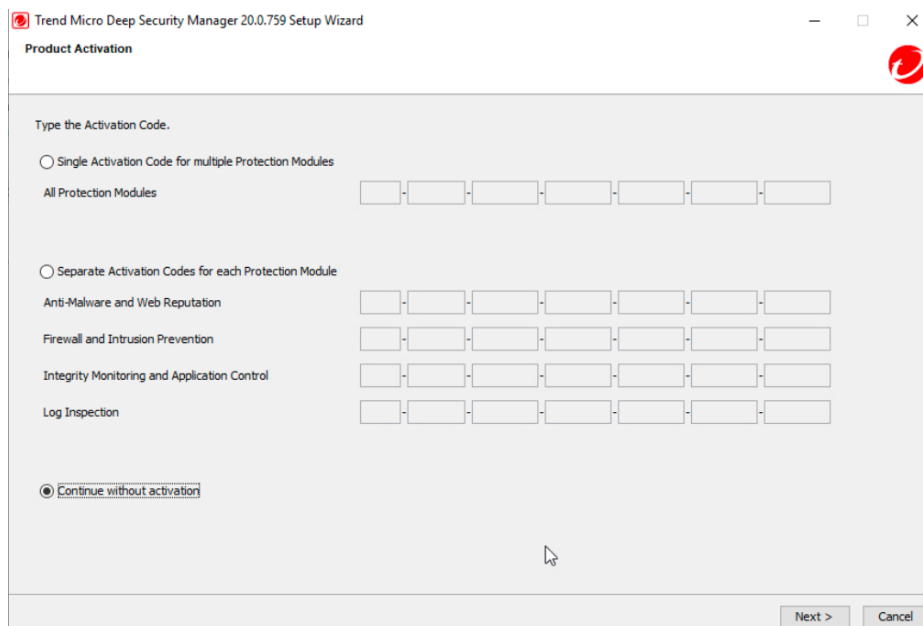 Trend Micro Deep Security Manager 20.0.759 Setup Wizard
Product Activation
Type the Activation Code.
Single Activation Code for multiple Protection Modules
All Protection Modules - - - - - -
Separate Activation Codes for each Protection Module
Anti-Malware and Web Reputation - - - - - -
Firewall and Intrusion Prevention - - - - - -
Integrity Monitoring and Application Control - - - - - -
Log Inspection - - - - - -
Continue without activation
Next > Cancel